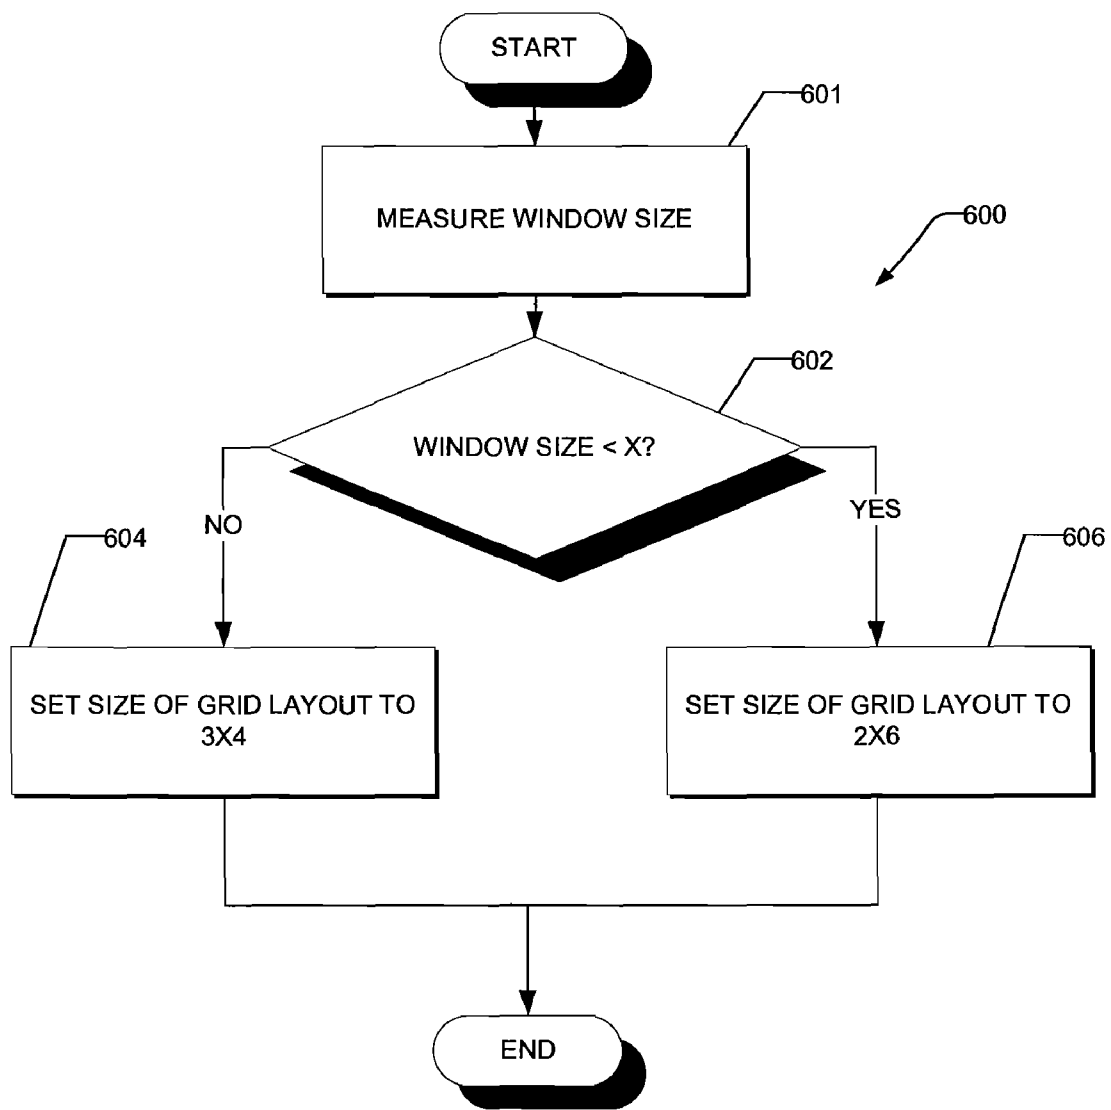 START
601
MEASURE WINDOW SIZE
600
602
WINDOW SIZE < X?
NO
YES
604
606
SET SIZE OF GRID LAYOUT TO
3X4
SET SIZE OF GRID LAYOUT TO
2X6
END